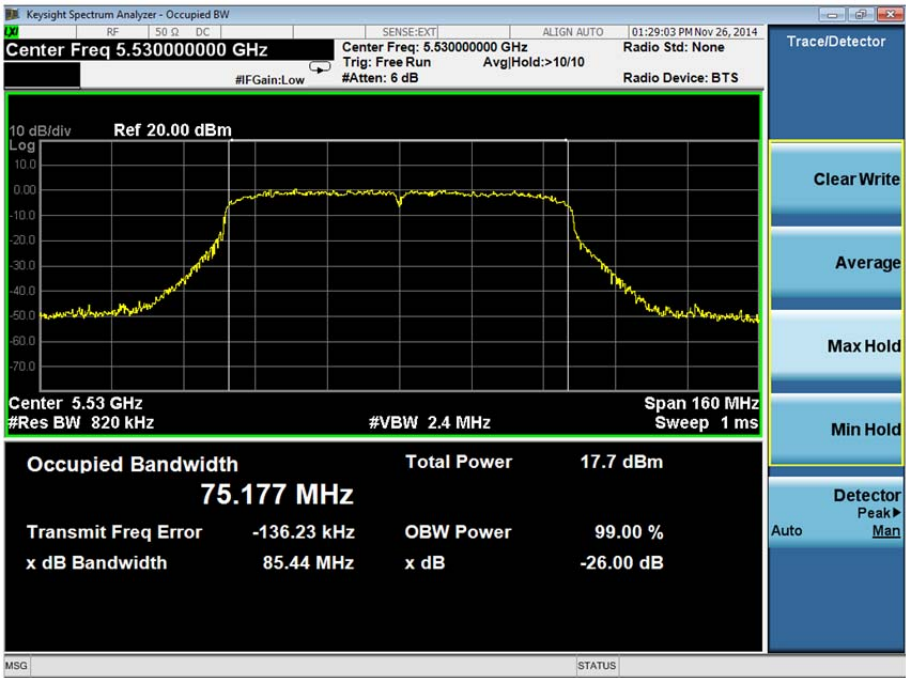 Keysight Spectrum Analyzer - Occupied BW
LXI RF 50 Ω DC SENSE:EXT ALIGN AUTO 01:29:03 PM Nov 26, 2014
Center Freq 5.530000000 GHz
Center Freq: 5.530000000 GHz
Radio Std: None
Trig: Free Run Avg|Hold:>10/10
#IFGain:Low
#Atten: 6 dB
Radio Device: BTS
10 dB/div Ref 20.00 dBm
Log
10.0
0.00
-10.0
-20.0
-30.0
-40.0
-50.0
-60.0
-70.0
Center 5.53 GHz
Span 160 MHz
#Res BW 820 kHz
#VBW 2.4 MHz
Sweep 1 ms
Occupied Bandwidth
Total Power 17.7 dBm
75.177 MHz
Transmit Freq Error -136.23 kHz
OBW Power 99.00 %
x dB Bandwidth 85.44 MHz
x dB -26.00 dB
MSG
STATUS
Trace/Detector
Clear Write
Average
Max Hold
Min Hold
Detector
Peak▶
Auto Man